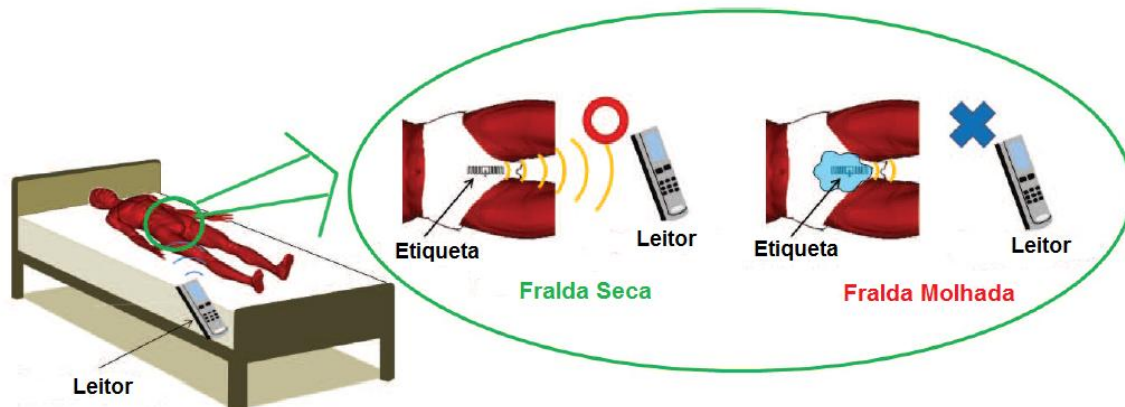 Etiqueta
Leitor
Fralda Seca
Etiqueta
Leitor
Fralda Molhada
Leitor